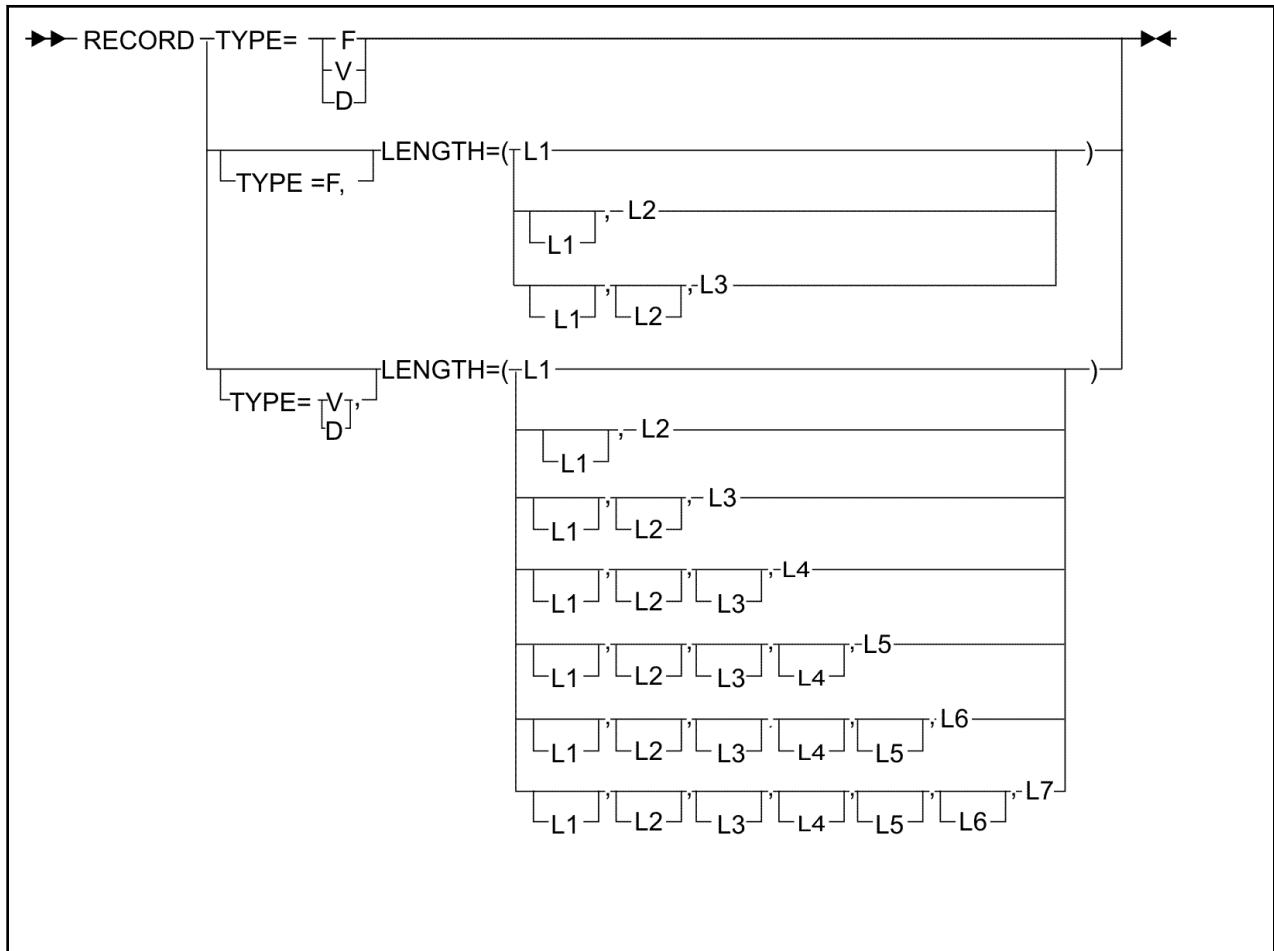 RECORD TYPE= F
V
D
LENGTH=( L1 )
TYPE =F,
, L2
L1
, , L3
L1 L2
LENGTH=( L1 )
TYPE= V ,
D
, L2
L1
, , L3
L1 L2
, , , L4
L1 L2 L3
, , , , L5
L1 L2 L3 L4
, , . , , L6
L1 L2 L3 L4 L5
, , , , , , L7
L1 L2 L3 L4 L5 L6